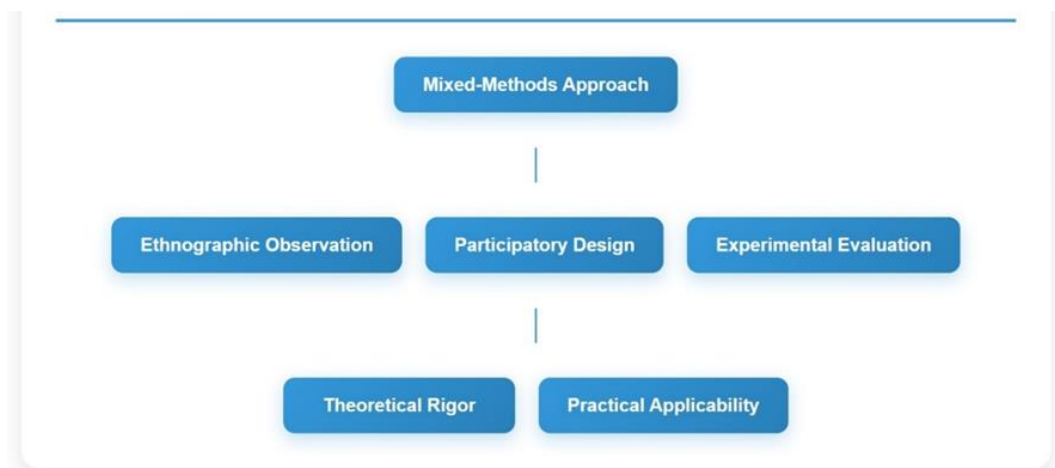 Mixed-Methods Approach
Ethnographic Observation
Participatory Design
Experimental Evaluation
Theoretical Rigor
Practical Applicability